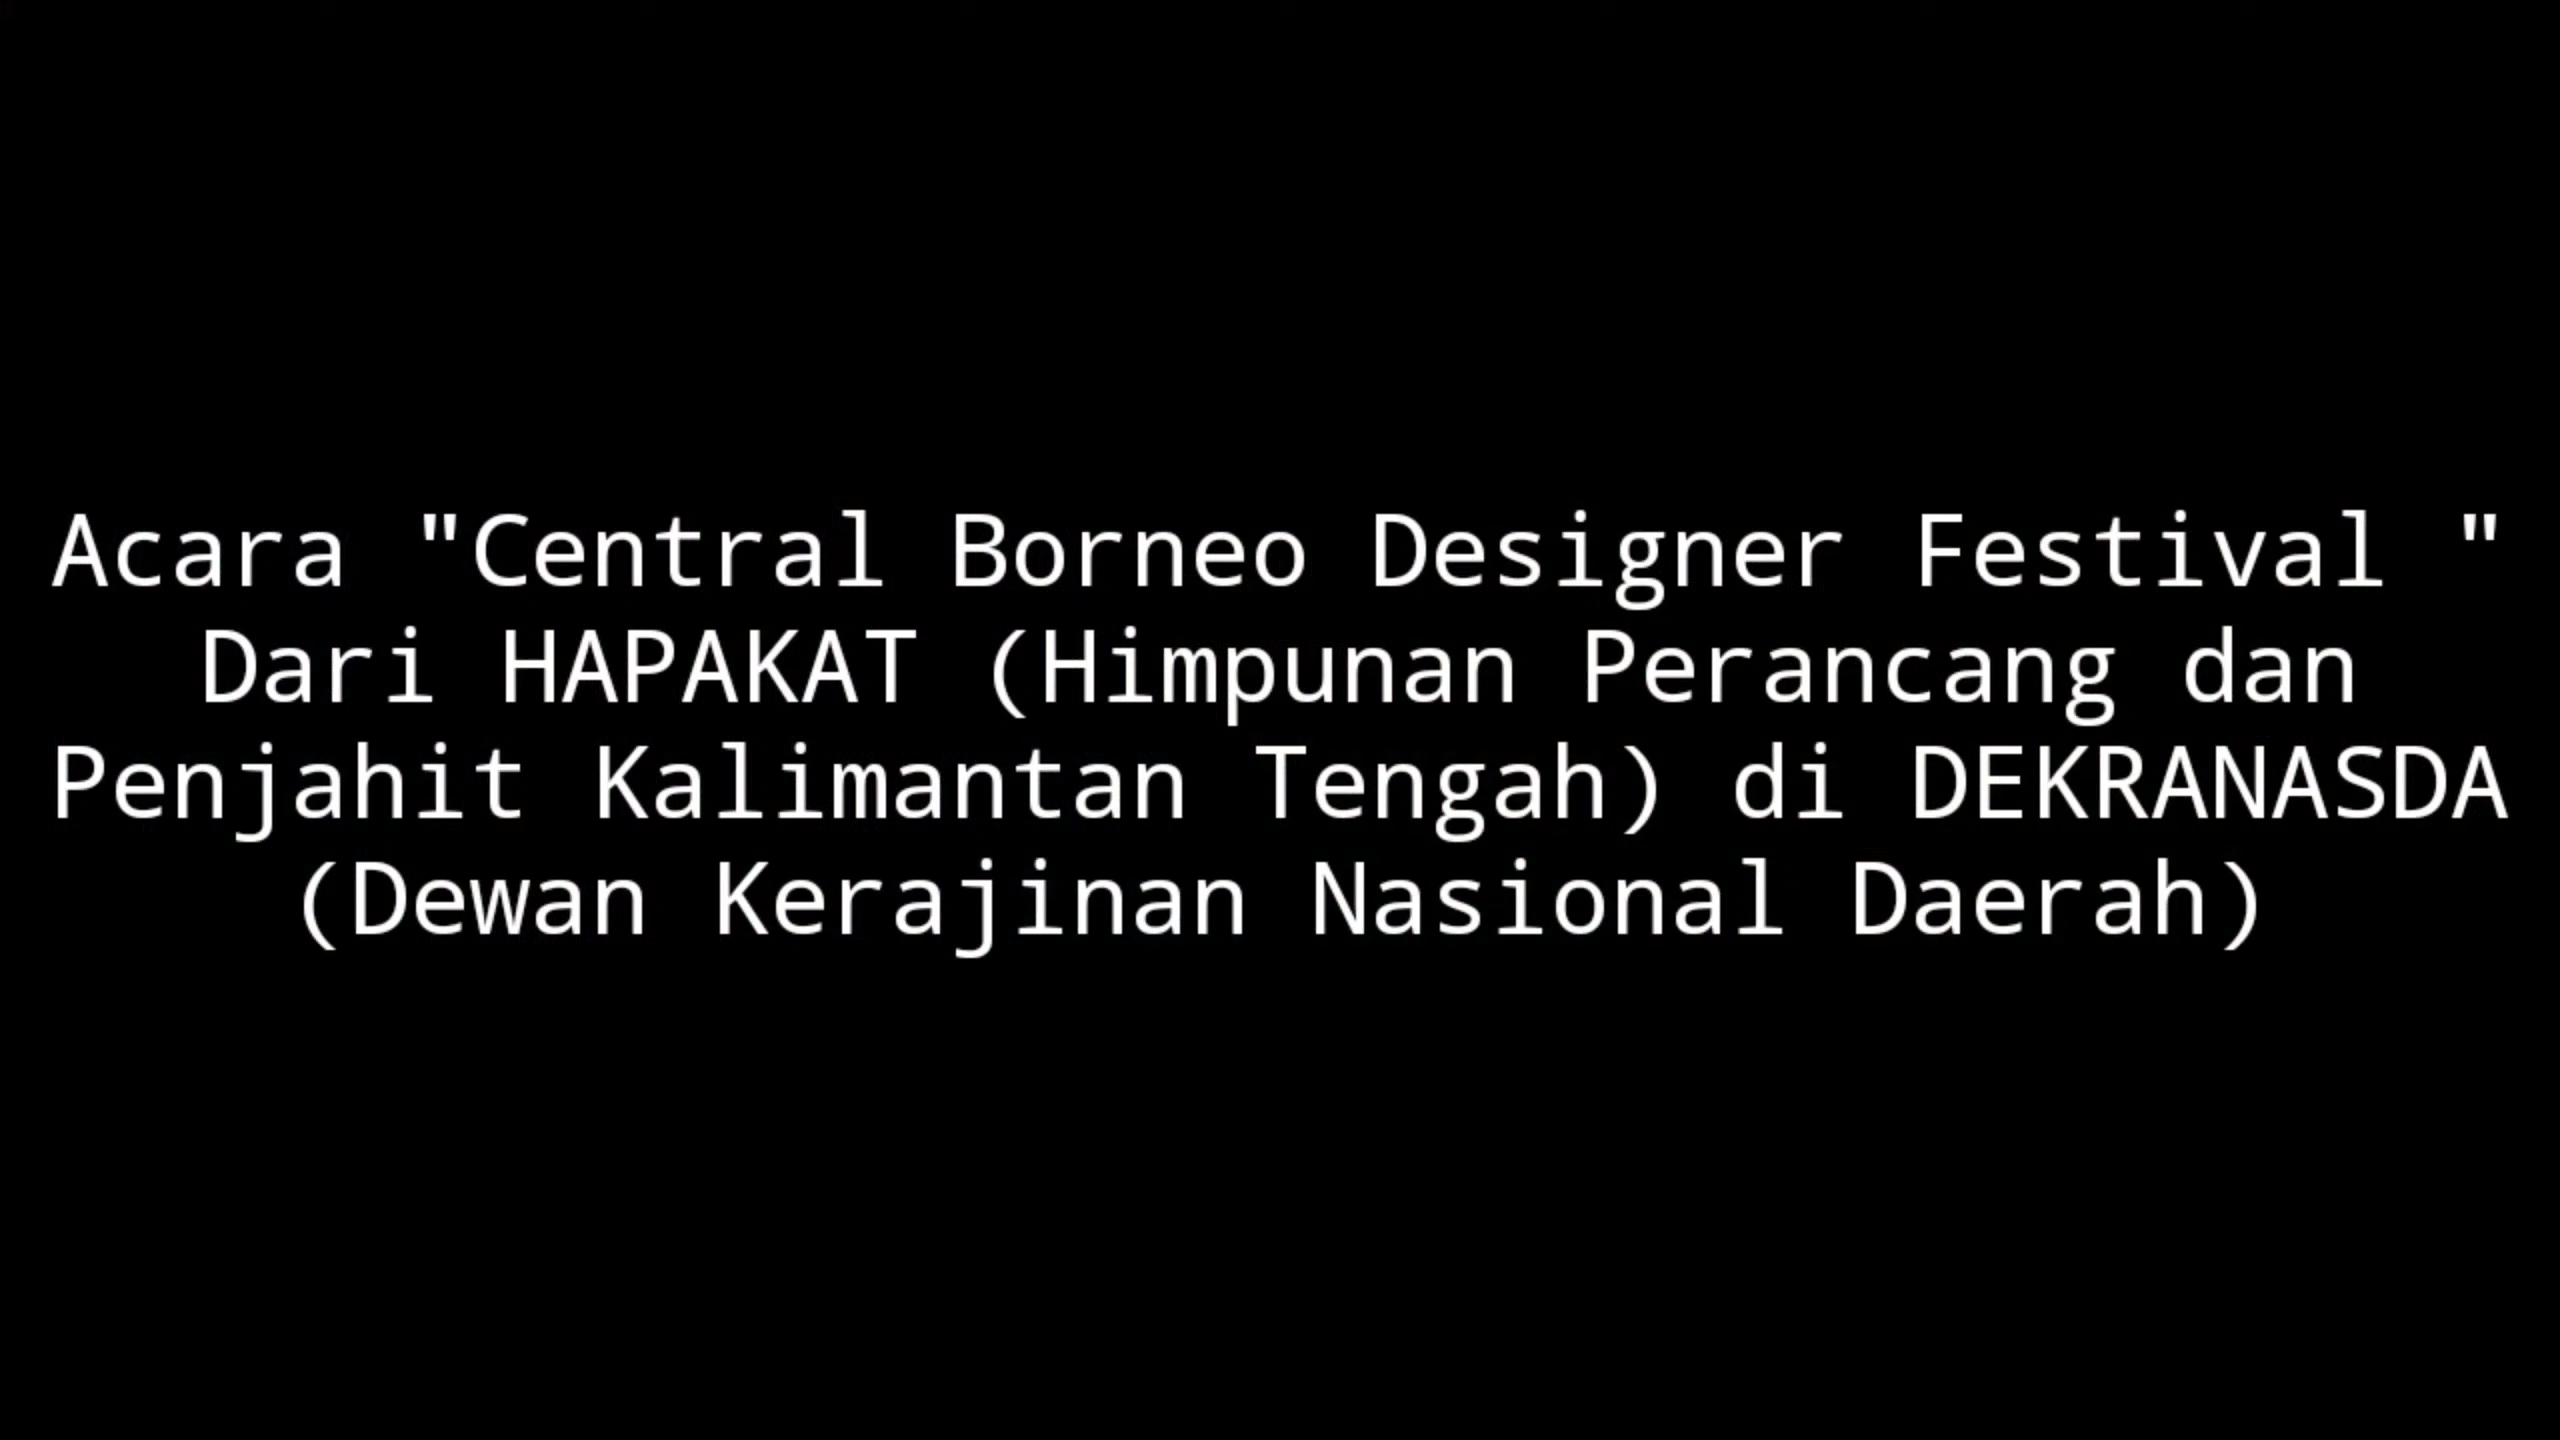 Acara "Central Borneo Designer Festival "
Dari HAPAKAT (Himpunan Perancang dan
Penjahit Kalimantan Tengah) di DEKRANASDA
(Dewan Kerajinan Nasional Daerah)